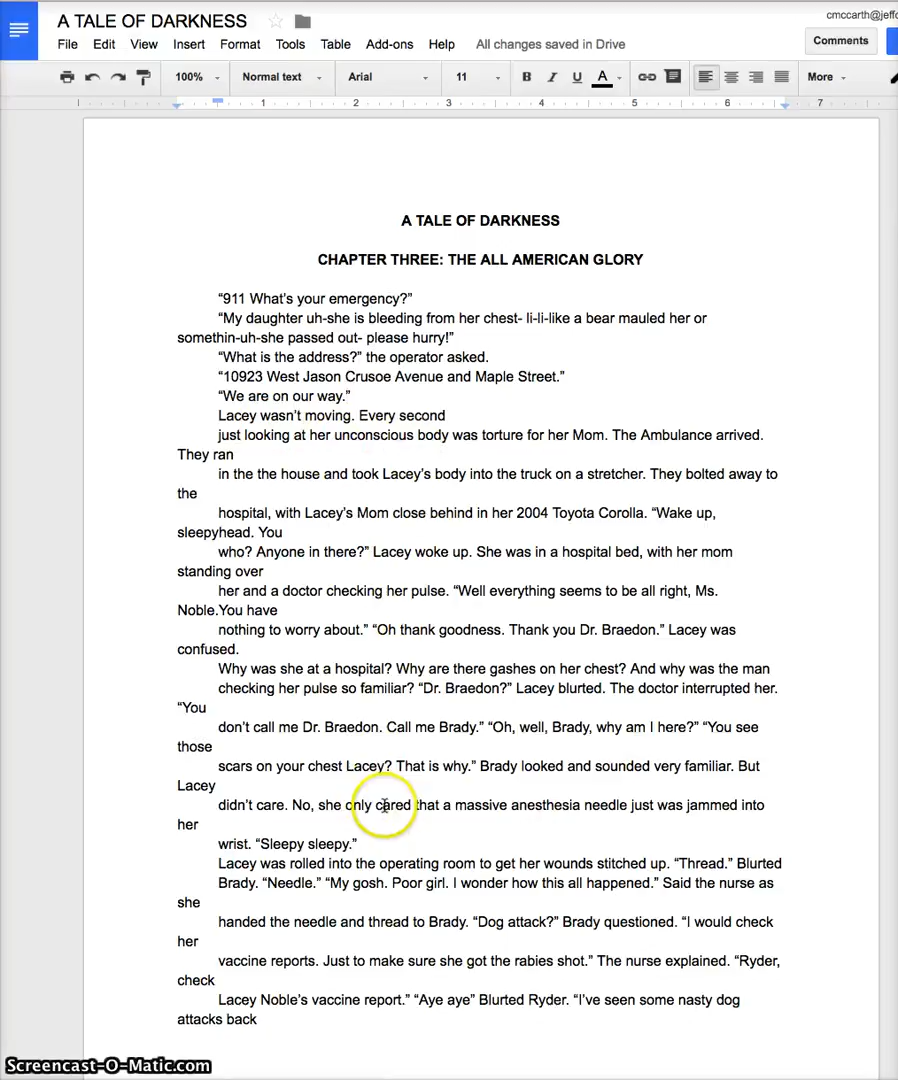 A TALE OF DARKNESS
cmccarth@jeffc
File Edit View Insert Format Tools Table Add-ons Help All changes saved in Drive
Comments
100% Normal text Arial 11 B I U A More
1 2 3 4 5 6 7
A TALE OF DARKNESS
CHAPTER THREE: THE ALL AMERICAN GLORY
“911 What’s your emergency?”
“My daughter uh-she is bleeding from her chest- li-li-like a bear mauled her or
somethin-uh-she passed out- please hurry!”
“What is the address?” the operator asked.
“10923 West Jason Crusoe Avenue and Maple Street.”
“We are on our way.”
Lacey wasn’t moving. Every second
just looking at her unconscious body was torture for her Mom. The Ambulance arrived.
They ran
in the the house and took Lacey’s body into the truck on a stretcher. They bolted away to
the
hospital, with Lacey’s Mom close behind in her 2004 Toyota Corolla. “Wake up,
sleepyhead. You
who? Anyone in there?” Lacey woke up. She was in a hospital bed, with her mom
standing over
her and a doctor checking her pulse. “Well everything seems to be all right, Ms.
Noble.You have
nothing to worry about.” “Oh thank goodness. Thank you Dr. Braedon.” Lacey was
confused.
Why was she at a hospital? Why are there gashes on her chest? And why was the man
checking her pulse so familiar? “Dr. Braedon?” Lacey blurted. The doctor interrupted her.
“You
don’t call me Dr. Braedon. Call me Brady.” “Oh, well, Brady, why am I here?” “You see
those
scars on your chest Lacey? That is why.” Brady looked and sounded very familiar. But
Lacey
didn’t care. No, she only cared that a massive anesthesia needle just was jammed into
her
wrist. “Sleepy sleepy.”
Lacey was rolled into the operating room to get her wounds stitched up. “Thread.” Blurted
Brady. “Needle.” “My gosh. Poor girl. I wonder how this all happened.” Said the nurse as
she
handed the needle and thread to Brady. “Dog attack?” Brady questioned. “I would check
her
vaccine reports. Just to make sure she got the rabies shot.” The nurse explained. “Ryder,
check
Lacey Noble’s vaccine report.” “Aye aye” Blurted Ryder. “I’ve seen some nasty dog
attacks back
Screencast-O-Matic.com